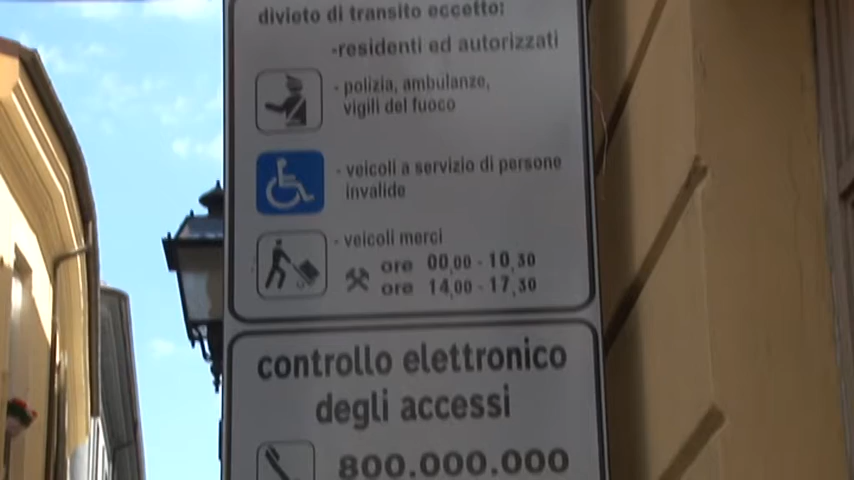 divieto di transito eccetto:
-residenti ed autorizzati
- polizia, ambulanze,
vigili del fuoco
- veicoli a servizio di persone
invalide
- veicoli merci
ore 00,00 - 10,30
ore 14,00 - 17,30
controllo elettronico
degli accessi
800.000.000